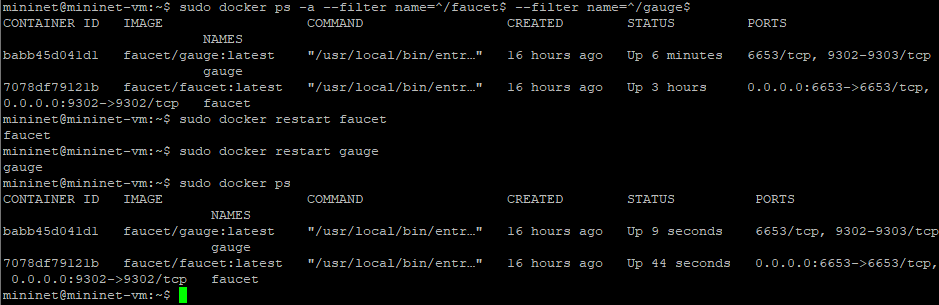 mininet@mininet-vm:~$ sudo docker ps -a --filter name=^/faucet$ --filter name=^/gauge$
CONTAINER ID   IMAGE                  COMMAND                  CREATED        STATUS          PORTS
                         NAMES
babb45d041d1   faucet/gauge:latest    "/usr/local/bin/entr…"   16 hours ago   Up 6 minutes    6653/tcp, 9302-9303/tcp
                         gauge
7078df79121b   faucet/faucet:latest   "/usr/local/bin/entr…"   16 hours ago   Up 3 hours      0.0.0.0:6653->6653/tcp,
0.0.0.0:9302->9302/tcp   faucet
mininet@mininet-vm:~$ sudo docker restart faucet
faucet
mininet@mininet-vm:~$ sudo docker restart gauge
gauge
mininet@mininet-vm:~$ sudo docker ps
CONTAINER ID   IMAGE                  COMMAND                  CREATED        STATUS          PORTS
                          NAMES
babb45d041d1   faucet/gauge:latest    "/usr/local/bin/entr…"   16 hours ago   Up 9 seconds    6653/tcp, 9302-9303/tcp
                          gauge
7078df79121b   faucet/faucet:latest   "/usr/local/bin/entr…"   16 hours ago   Up 44 seconds   0.0.0.0:6653->6653/tcp,
 0.0.0.0:9302->9302/tcp   faucet
mininet@mininet-vm:~$